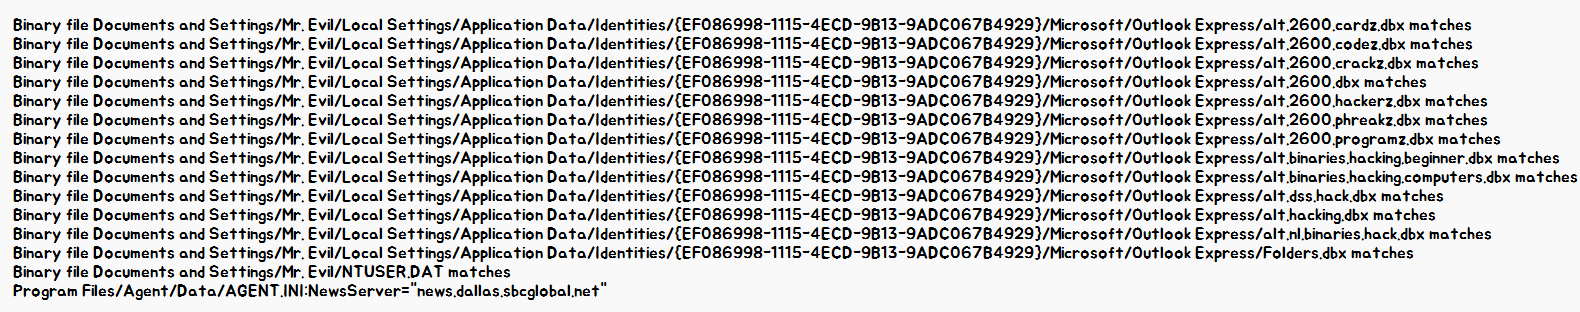 Binary file Documents and Settings/Mr. Evil/Local Settings/Application Data/Identities/{EF086998-1115-4ECD-9B13-9ADC067B4929}/Microsoft/Outlook Express/alt.2600.cardz.dbx matches
Binary file Documents and Settings/Mr. Evil/Local Settings/Application Data/Identities/{EF086998-1115-4ECD-9B13-9ADC067B4929}/Microsoft/Outlook Express/alt.2600.codez.dbx matches
Binary file Documents and Settings/Mr. Evil/Local Settings/Application Data/Identities/{EF086998-1115-4ECD-9B13-9ADC067B4929}/Microsoft/Outlook Express/alt.2600.crackz.dbx matches
Binary file Documents and Settings/Mr. Evil/Local Settings/Application Data/Identities/{EF086998-1115-4ECD-9B13-9ADC067B4929}/Microsoft/Outlook Express/alt.2600.dbx matches
Binary file Documents and Settings/Mr. Evil/Local Settings/Application Data/Identities/{EF086998-1115-4ECD-9B13-9ADC067B4929}/Microsoft/Outlook Express/alt.2600.hackerz.dbx matches
Binary file Documents and Settings/Mr. Evil/Local Settings/Application Data/Identities/{EF086998-1115-4ECD-9B13-9ADC067B4929}/Microsoft/Outlook Express/alt.2600.phreakz.dbx matches
Binary file Documents and Settings/Mr. Evil/Local Settings/Application Data/Identities/{EF086998-1115-4ECD-9B13-9ADC067B4929}/Microsoft/Outlook Express/alt.2600.programz.dbx matches
Binary file Documents and Settings/Mr. Evil/Local Settings/Application Data/Identities/{EF086998-1115-4ECD-9B13-9ADC067B4929}/Microsoft/Outlook Express/alt.binaries.hacking.beginner.dbx matches
Binary file Documents and Settings/Mr. Evil/Local Settings/Application Data/Identities/{EF086998-1115-4ECD-9B13-9ADC067B4929}/Microsoft/Outlook Express/alt.binaries.hacking.computers.dbx matches
Binary file Documents and Settings/Mr. Evil/Local Settings/Application Data/Identities/{EF086998-1115-4ECD-9B13-9ADC067B4929}/Microsoft/Outlook Express/alt.dss.hack.dbx matches
Binary file Documents and Settings/Mr. Evil/Local Settings/Application Data/Identities/{EF086998-1115-4ECD-9B13-9ADC067B4929}/Microsoft/Outlook Express/alt.hacking.dbx matches
Binary file Documents and Settings/Mr. Evil/Local Settings/Application Data/Identities/{EF086998-1115-4ECD-9B13-9ADC067B4929}/Microsoft/Outlook Express/alt.nl.binaries.hack.dbx matches
Binary file Documents and Settings/Mr. Evil/Local Settings/Application Data/Identities/{EF086998-1115-4ECD-9B13-9ADC067B4929}/Microsoft/Outlook Express/Folders.dbx matches
Binary file Documents and Settings/Mr. Evil/NTUSER.DAT matches
Program Files/Agent/Data/AGENT.INI:NewsServer="news.dallas.sbcglobal.net"